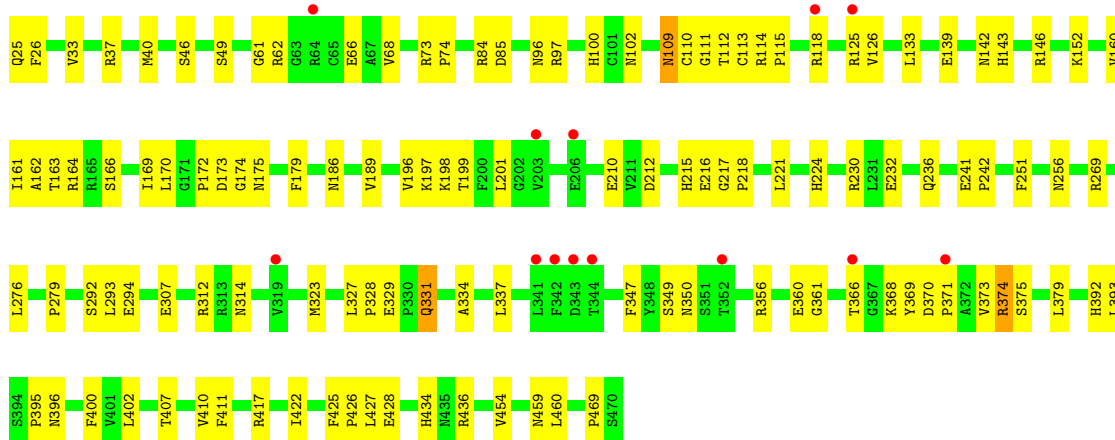 Q25 F26 V33 R37 M40 S46 S49 G61 R62 G63 R64 C65 E66 A67 V68 R73 P74 R84 D85 N96 R97 H100 C101 N102 N109 C110 G111 T112 C113 R114 P115 R118 R125 V126 L133 E139 N142 H143 R146 K152 V160
I161 A162 T163 R164 R165 S166 I169 L170 G171 P172 D173 G174 N175 F179 N186 V189 V196 K197 K198 T199 F200 L201 G202 V203 E206 E210 V211 D212 H215 E216 G217 P218 L221 H224 R230 L231 E232 Q236 E241 P242 F251 N256 R269
L276 P279 S292 L293 E294 E307 R312 R313 N314 V319 M323 L327 P328 E329 P330 Q331 A334 L337 L341 F342 D343 T344 F347 Y348 S349 N350 S351 T352 R356 E360 G361 T366 G367 K368 Y369 D370 P371 A372 V373 R374 S375 L379 H392 L393
S394 P395 N396 F400 V401 L402 T407 V410 F411 R417 I422 F425 P426 L427 E428 H434 N435 R436 V454 N459 L460 P469 S470